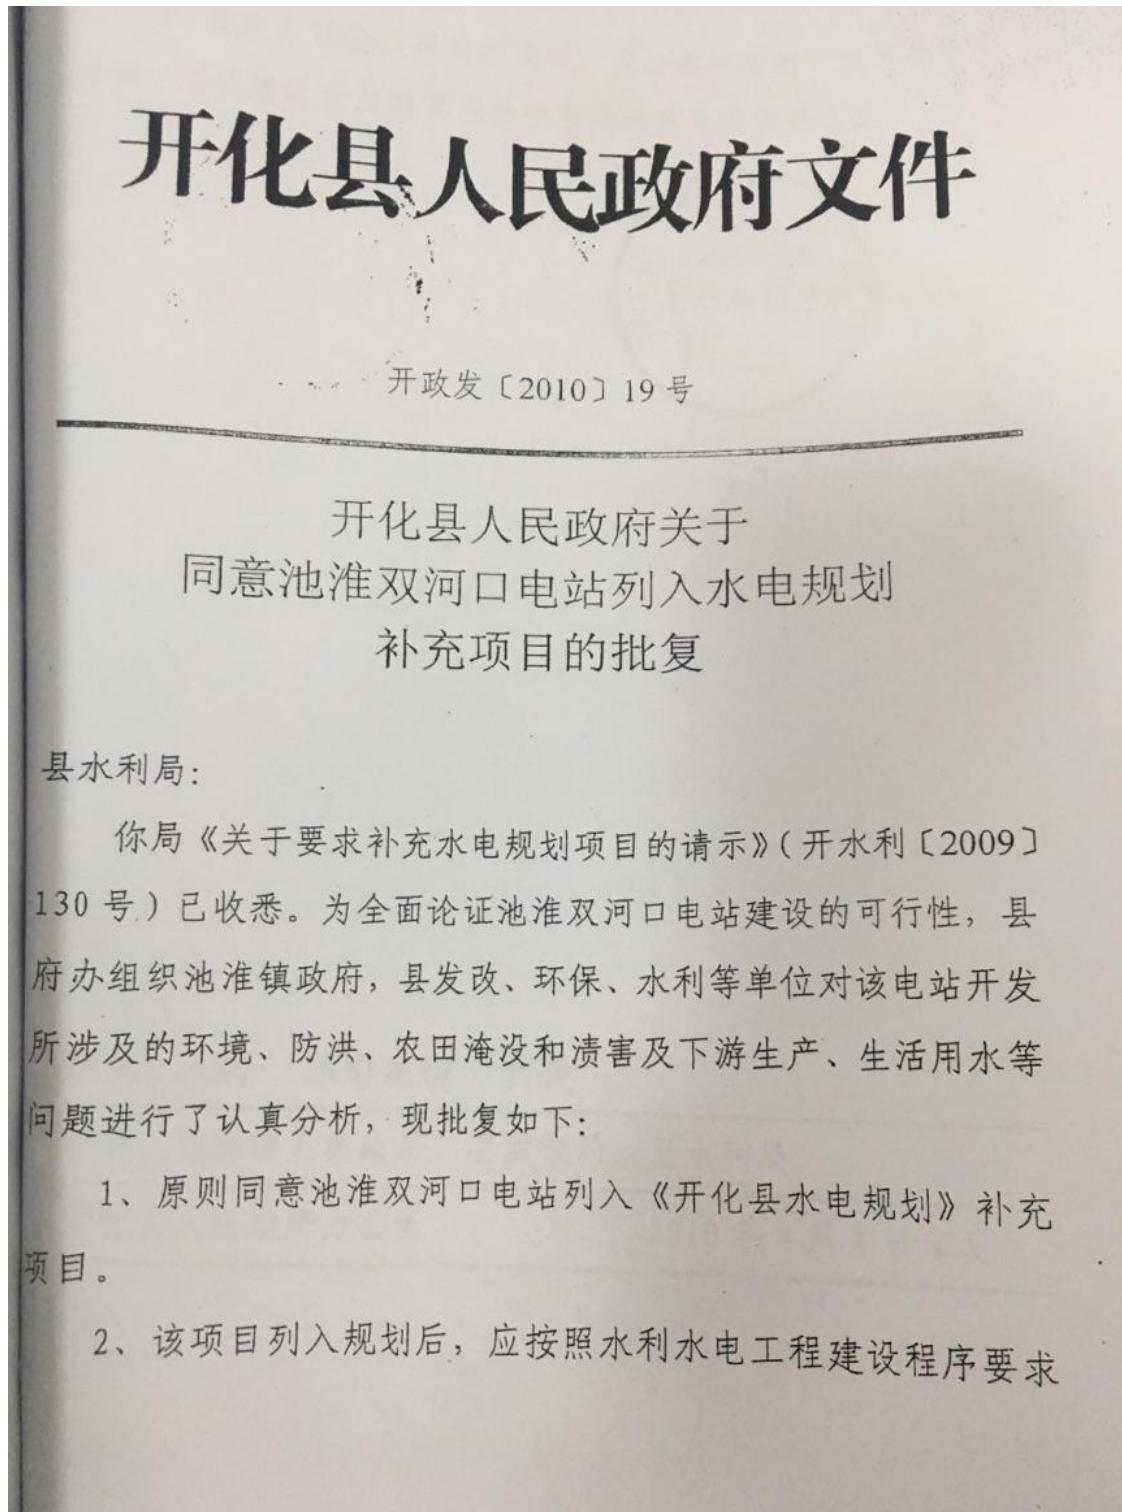 开化县人民政府文件
开政发〔2010〕19号
开化县人民政府关于
同意池淮双河口电站列入水电规划
补充项目的批复
县水利局：
你局《关于要求补充水电规划项目的请示》（开水利〔2009〕
130号）已收悉。为全面论证池淮双河口电站建设的可行性，县
府办组织池淮镇政府，县发改、环保、水利等单位对该电站开发
所涉及的环境、防洪、农田淹没和渍害及下游生产、生活用水等
问题进行了认真分析，现批复如下：
1、原则同意池淮双河口电站列入《开化县水电规划》补充
项目。
2、该项目列入规划后，应按照水利水电工程建设程序要求